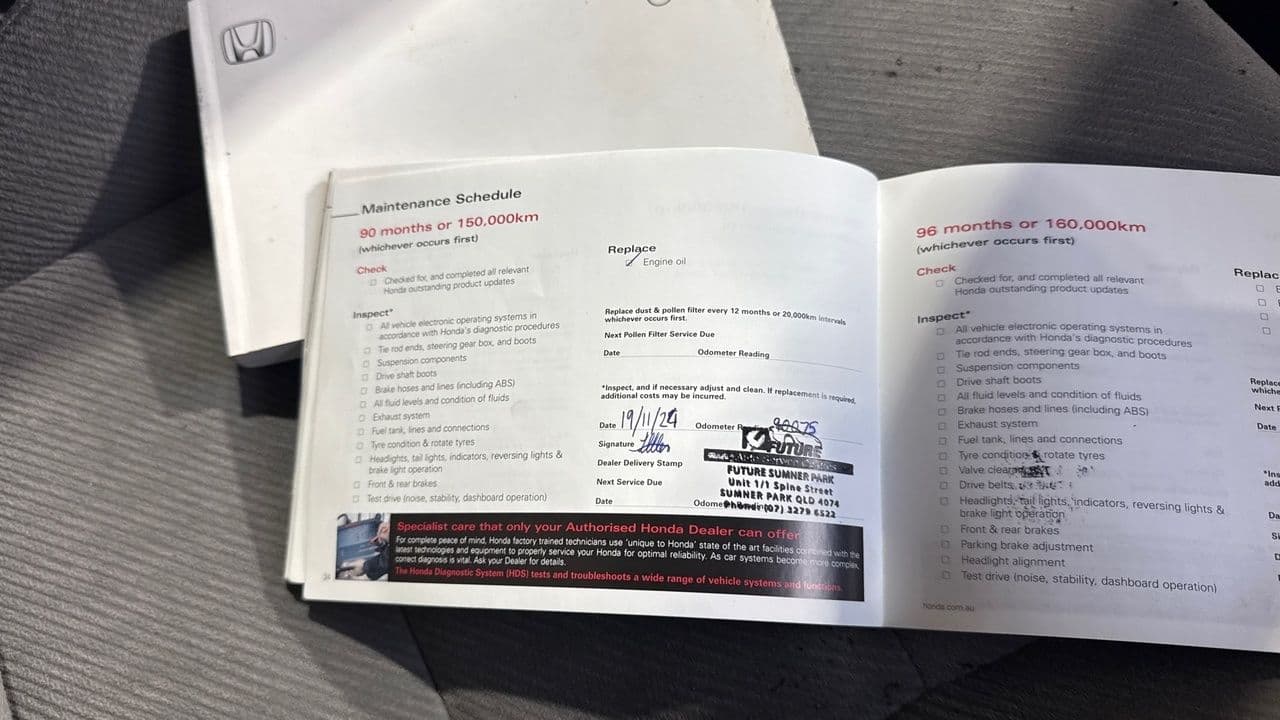 Maintenance Schedule
90 months or 150,000km
(whichever occurs first)
Check
Checked for, and completed all relevant
Honda outstanding product updates
Inspect*
All vehicle electronic operating systems in
accordance with Honda's diagnostic procedures
Tie rod ends, steering gear box, and boots
Suspension components
Drive shaft boots
Brake hoses and lines (including ABS)
All fluid levels and condition of fluids
Exhaust system
Fuel tank, lines and connections
Tyre condition & rotate tyres
Headlights, tail lights, indicators, reversing lights &
brake light operation
Front & rear brakes
Test drive (noise, stability, dashboard operation)
Replace
Engine oil
Replace dust & pollen filter every 12 months or 20,000km intervals
whichever occurs first.
Next Pollen Filter Service Due
Date Odometer Reading
*Inspect, and if necessary adjust and clean. If replacement is required,
additional costs may be incurred.
Date 19/11/24 Odometer
Signature
Dealer Delivery Stamp
Next Service Due
Date
FUTURE
FUTURE SUMNER PARK
Unit 1/1 Spine Street
SUMNER PARK QLD 4074
Phone: (07) 3279 6522
Specialist care that only your Authorised Honda Dealer can offer
For complete peace of mind, Honda factory trained technicians use 'unique to Honda' state of the art facilities combined with the
latest technologies and equipment to properly service your Honda for optimal reliability. As car systems become more complex,
correct diagnosis is vital. Ask your Dealer for details.
The Honda Diagnostic System (HDS) tests and troubleshoots a wide range of vehicle systems and functions.
96 months or 160,000km
(whichever occurs first)
Check
Checked for, and completed all relevant
Honda outstanding product updates
Inspect*
All vehicle electronic operating systems in
accordance with Honda's diagnostic procedures
Tie rod ends, steering gear box, and boots
Suspension components
Drive shaft boots
All fluid levels and condition of fluids
Brake hoses and lines (including ABS)
Exhaust system
Fuel tank, lines and connections
Tyre condition & rotate tyres
Valve
Drive belts
Headlights, tail lights, indicators, reversing lights &
brake light operation
Front & rear brakes
Parking brake adjustment
Headlight alignment
Test drive (noise, stability, dashboard operation)
honda.com.au
Replac
E
Replac
whiche
Next
Date
*Ins
add
Da
Si
D